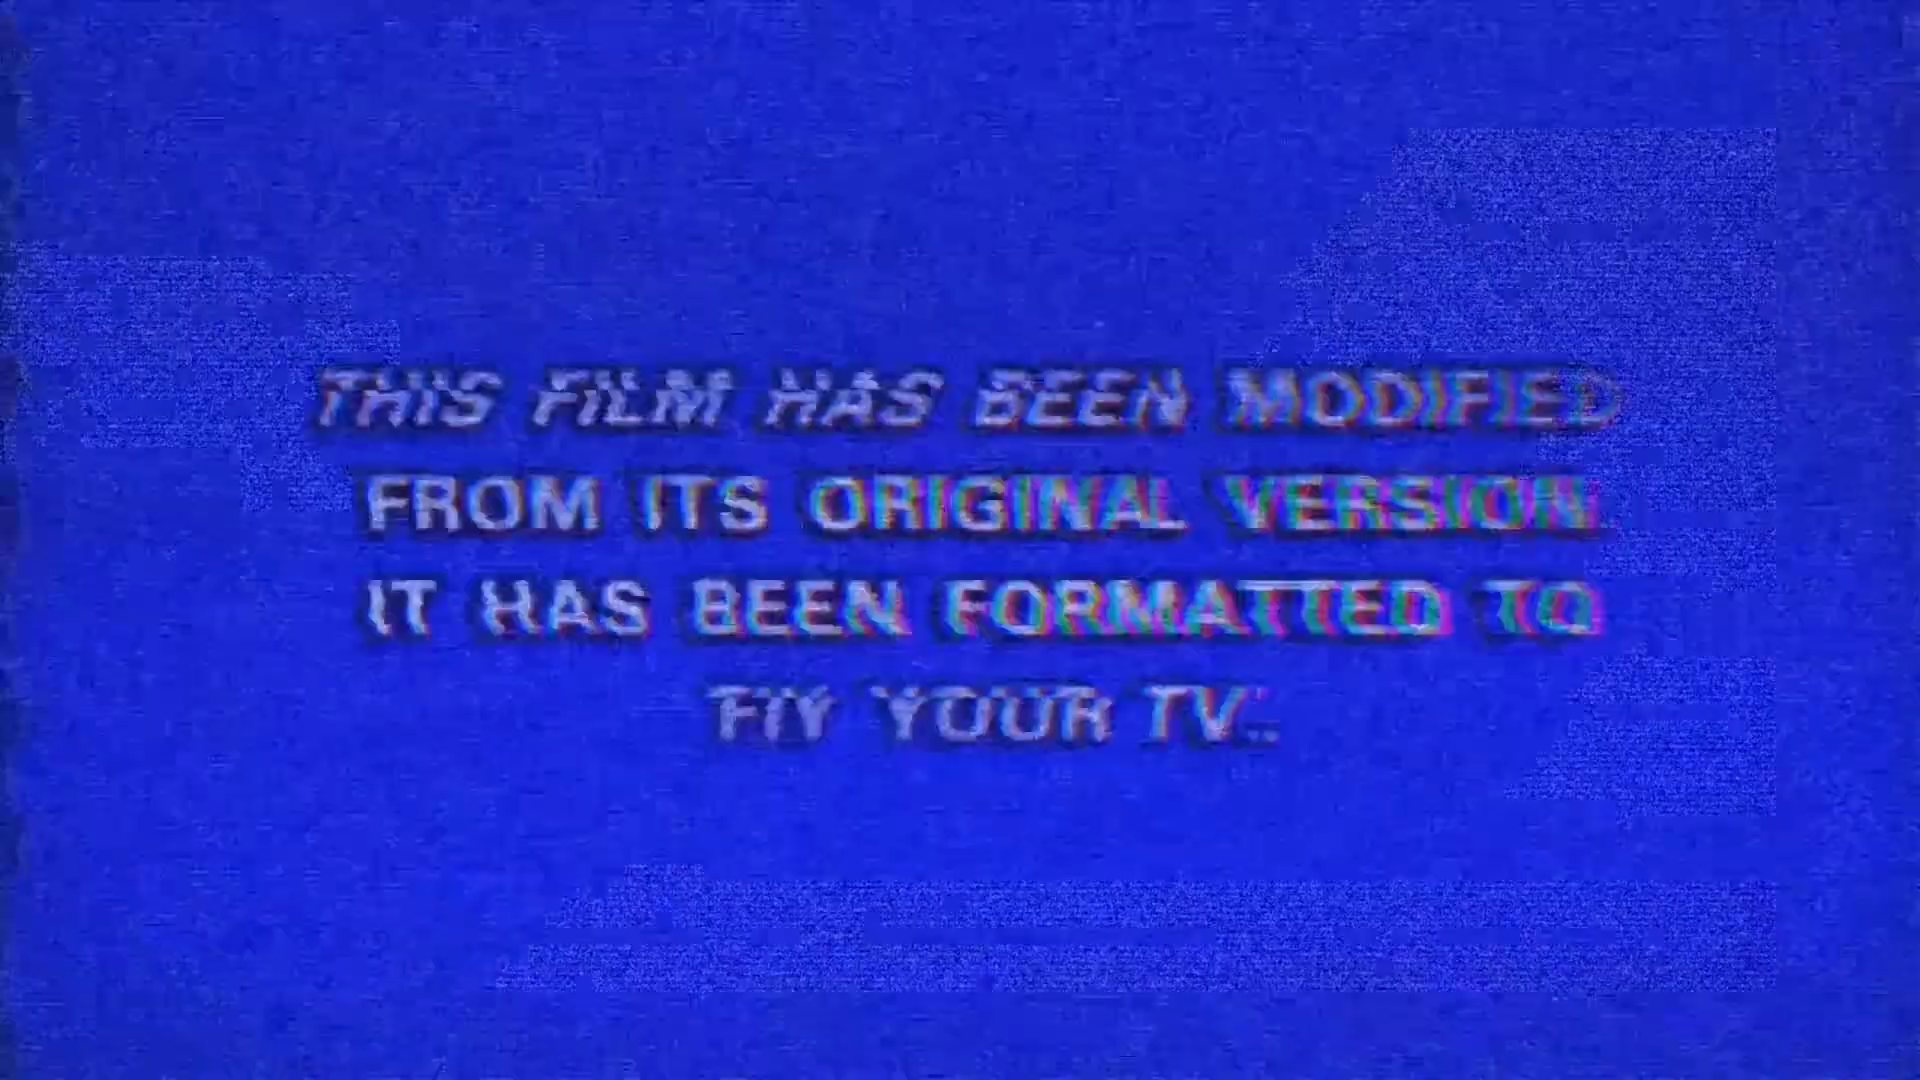 THIS FILM HAS BEEN MODIFIED
FROM ITS ORIGINAL VERSION
IT HAS BEEN FORMATTED TO
FIY YOUR TV..